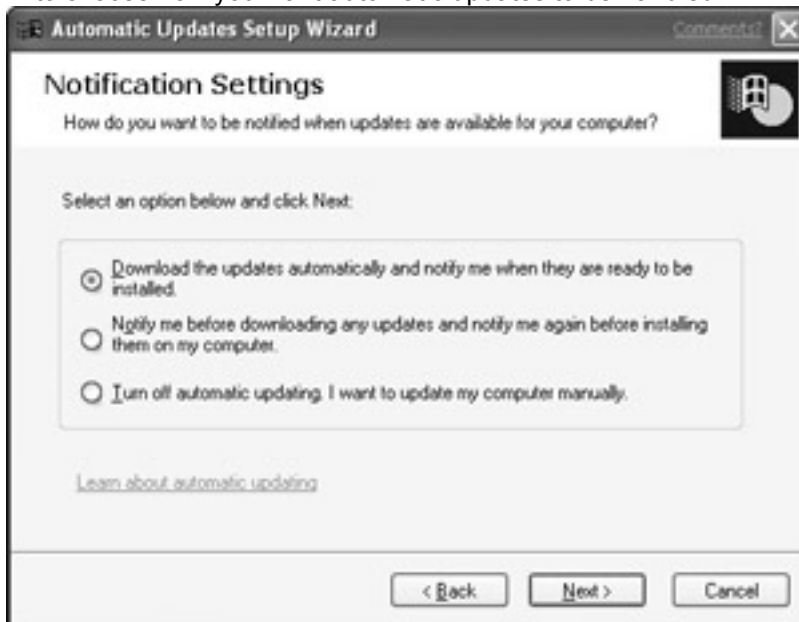 Automatic Updates Setup Wizard Comments?
Notification Settings
How do you want to be notified when updates are available for your computer?
Select an option below and click Next:
Download the updates automatically and notify me when they are ready to be
installed.
Notify me before downloading any updates and notify me again before installing
them on my computer.
Turn off automatic updating. I want to update my computer manually.
Learn about automatic updating
< Back Next > Cancel